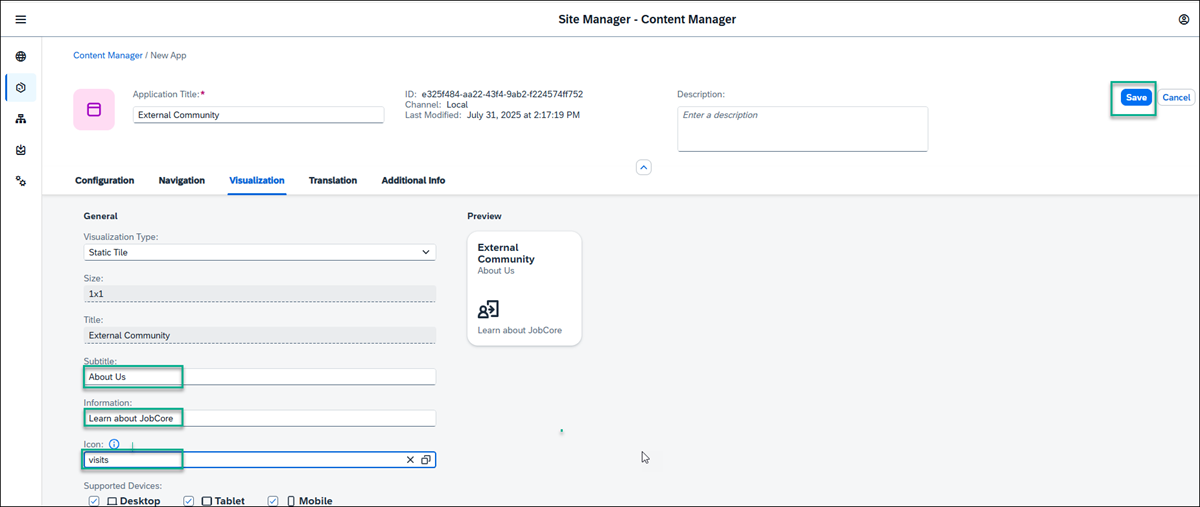 Site Manager - Content Manager
Content Manager / New App
Application Title:*
External Community
ID: e325f484-aa22-43f4-9ab2-f224574ff752
Channel: Local
Last Modified: July 31, 2025 at 2:17:19 PM
Description:
Enter a description
Save
Cancel
Configuration
Navigation
Visualization
Translation
Additional Info
General
Visualization Type:
Static Tile
Size:
1x1
Title:
External Community
Subtitle:
About Us
Information:
Learn about JobCore
Icon:
visits
Supported Devices:
Desktop
Tablet
Mobile
Preview
External
Community
About Us
Learn about JobCore